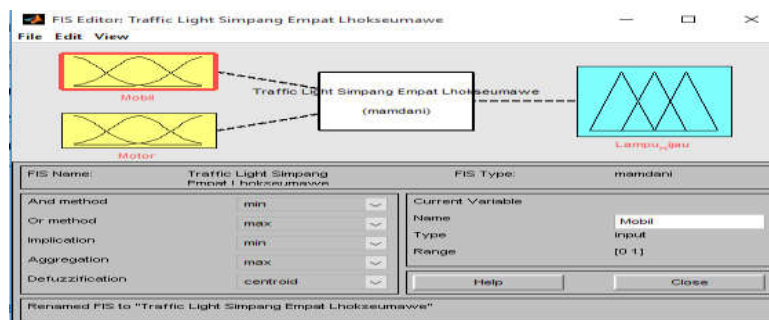 FIS Editor: Traffic Light Simpang Empat Lhokseumawe
File Edit View
Mobil
Traffic Light Simpang Empat Lhokseumawe
(mamdani)
Motor
Lampu_Hijau
FIS Name: Traffic Light Simpang Empat Lhokseumawe FIS Type: mamdani
And method min
Or method max
Implication min
Aggregation max
Defuzzification centroid
Current Variable
Name Mobil
Type input
Range [0 1]
Help Close
Renamed FIS to "Traffic Light Simpang Empat Lhokseumawe"